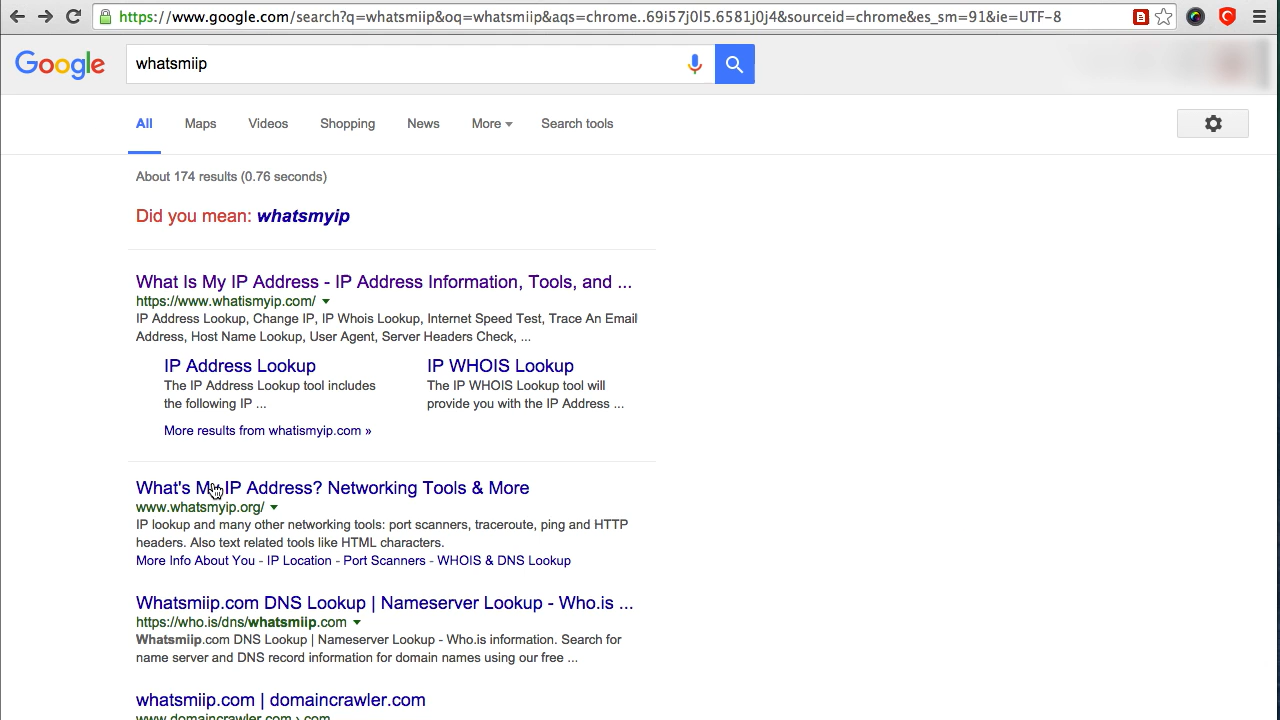 https://www.google.com/search?q=whatsmiip&oq=whatsmiip&aqs=chrome..69i57j0l5.6581j0j4&sourceid=chrome&es_sm=91&ie=UTF-8
Google
whatsmiip
All Maps Videos Shopping News More Search tools
About 174 results (0.76 seconds)
Did you mean: whatsmyip
What Is My IP Address - IP Address Information, Tools, and ...
https://www.whatismyip.com/
IP Address Lookup, Change IP, IP Whois Lookup, Internet Speed Test, Trace An Email
Address, Host Name Lookup, User Agent, Server Headers Check, ...
IP Address Lookup
The IP Address Lookup tool includes
the following IP ...
IP WHOIS Lookup
The IP WHOIS Lookup tool will
provide you with the IP Address ...
More results from whatismyip.com »
What's My IP Address? Networking Tools & More
www.whatsmyip.org/
IP lookup and many other networking tools: port scanners, traceroute, ping and HTTP
headers. Also text related tools like HTML characters.
More Info About You - IP Location - Port Scanners - WHOIS & DNS Lookup
Whatsmiip.com DNS Lookup | Nameserver Lookup - Who.is ...
https://who.is/dns/whatsmiip.com
Whatsmiip.com DNS Lookup | Nameserver Lookup - Who.is information. Search for
name server and DNS record information for domain names using our free ...
whatsmiip.com | domaincrawler.com
www.domaincrawler.com › com